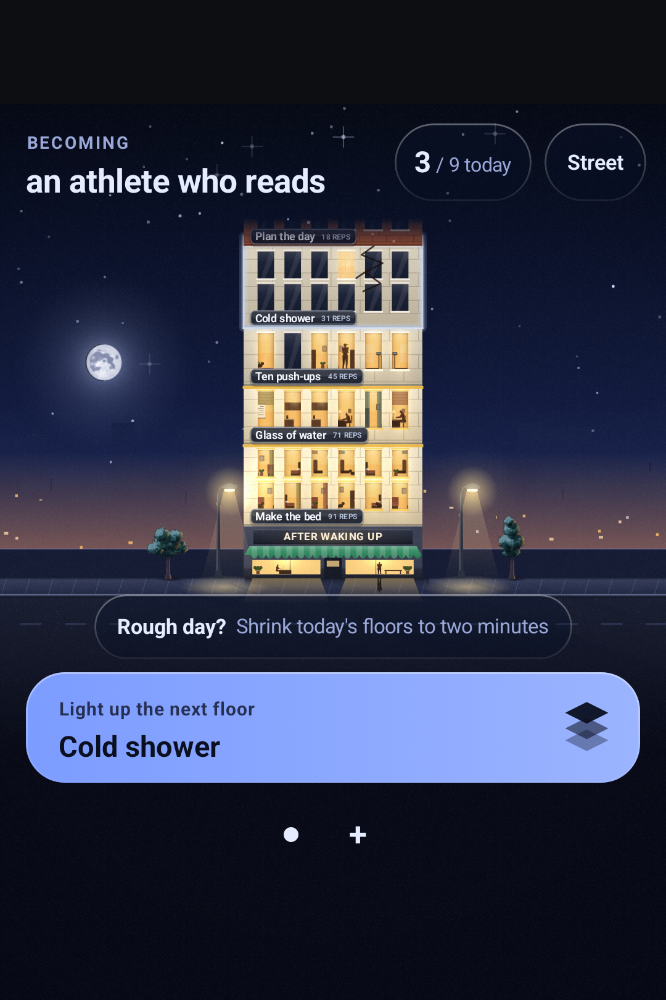 BECOMING
an athlete who reads
3 / 9 today
Street
Plan the day 18 REPS
Cold shower 31 REPS
Ten push-ups 45 REPS
Glass of water 71 REPS
Make the bed 91 REPS
AFTER WAKING UP
Rough day? Shrink today's floors to two minutes
Light up the next floor
Cold shower